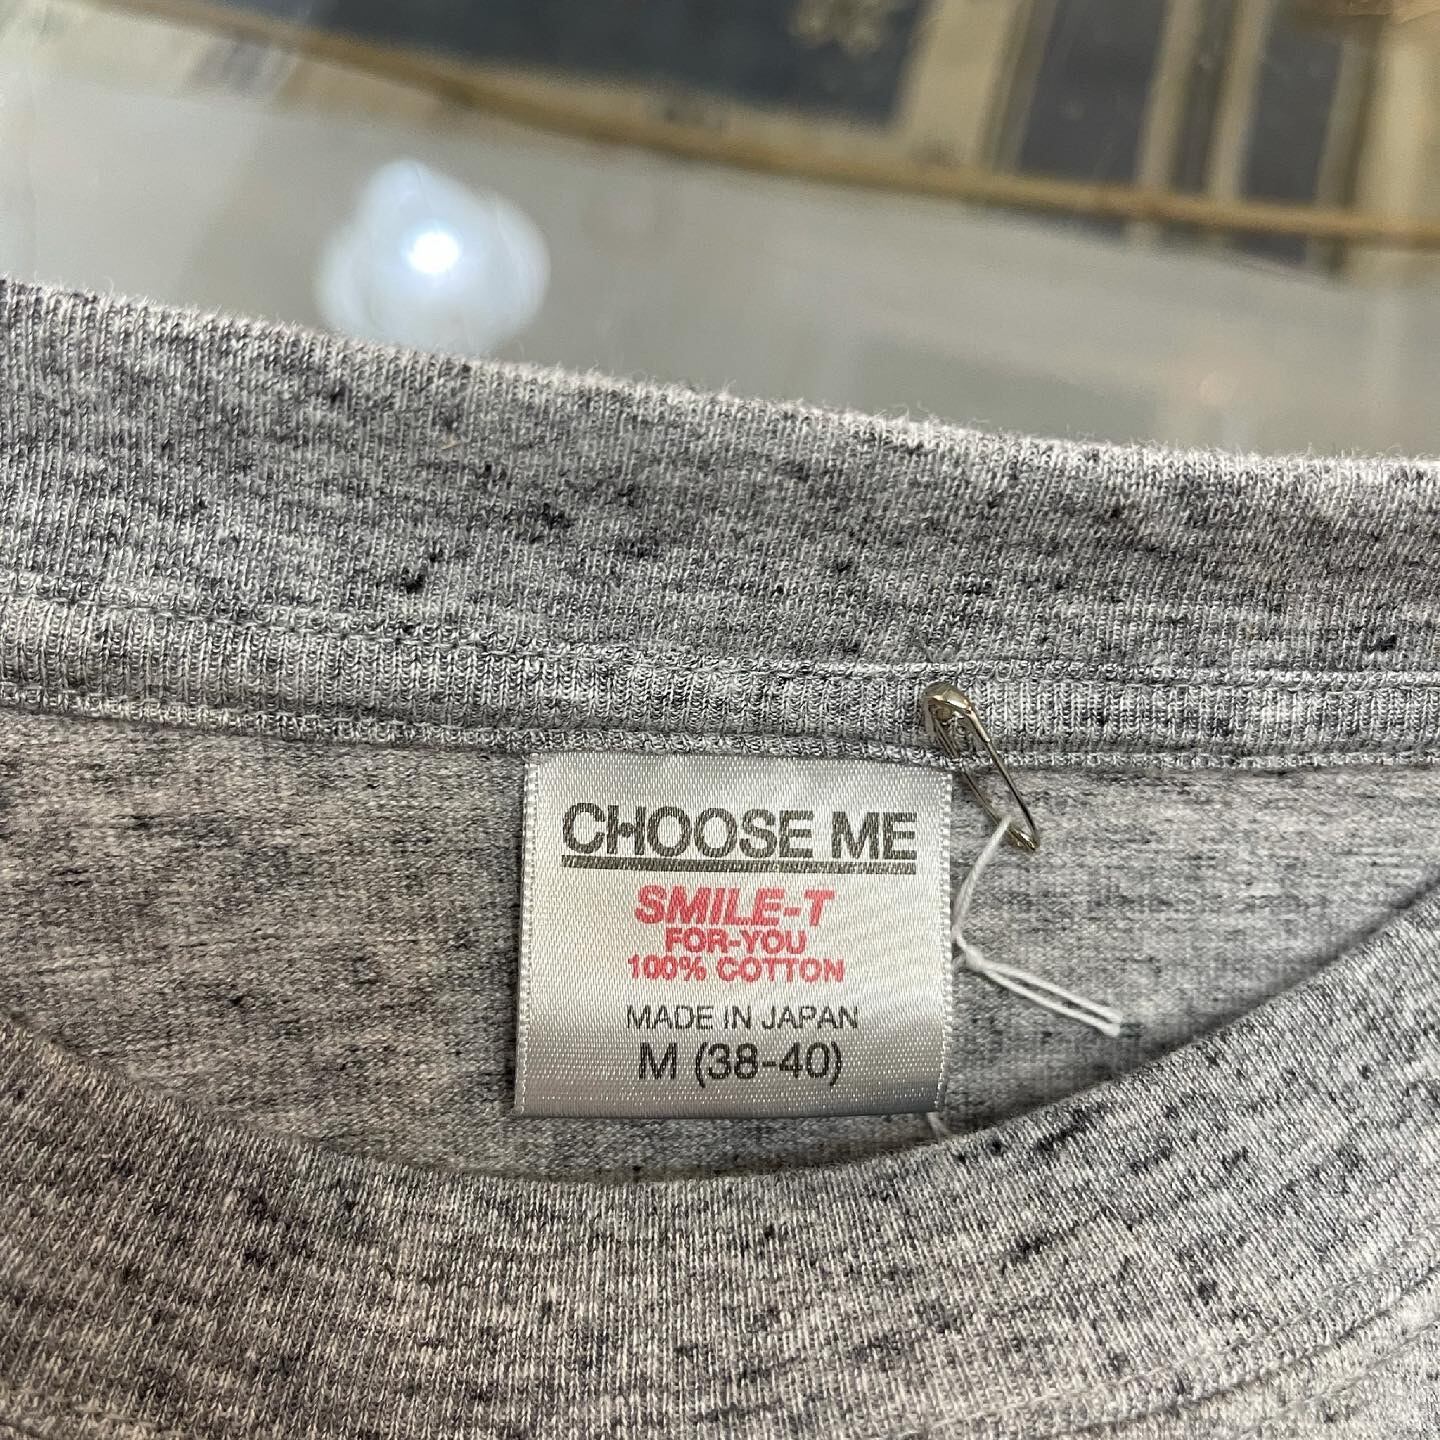 CHOOSE ME
SMILE-T
FOR-YOU
100% COTTON
MADE IN JAPAN
M (38-40)